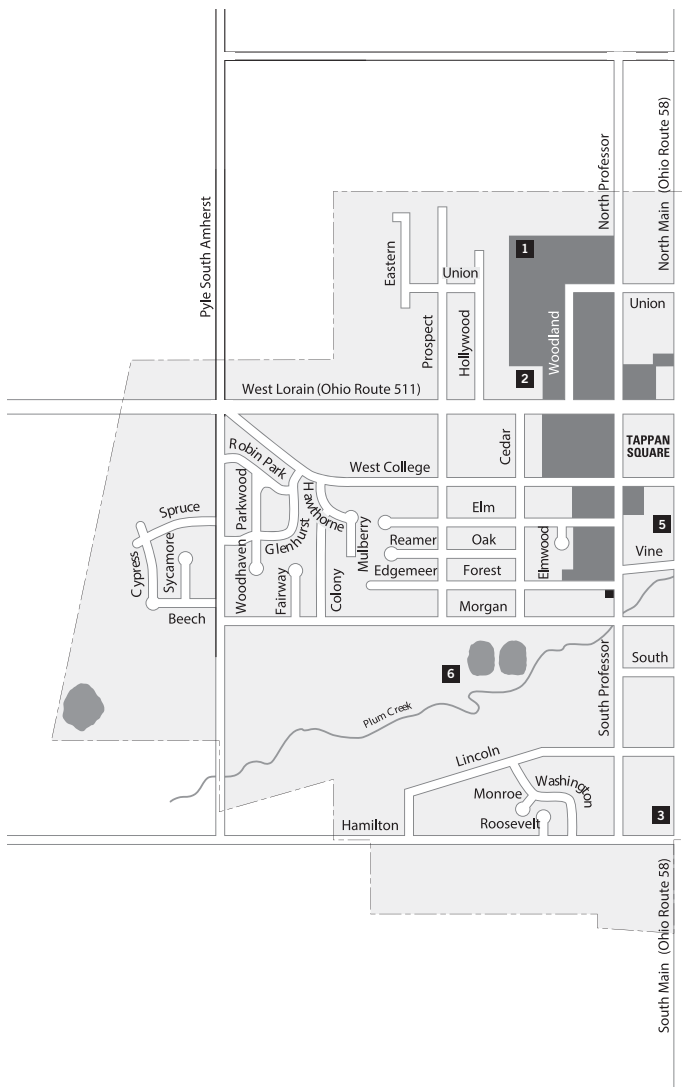 North Main (Ohio Route 58)
North Professor
Pyle South Amherst
1
Eastern
Union
Union
Prospect
Hollywood
Woodland
2
West Lorain (Ohio Route 511)
Robin Park
West College
Cedar
TAPPAN
SQUARE
Parkwood
Hawthorne
Elm
Spruce
5
Mulberry
Reamer
Oak
Elmwood
Vine
Glenhurst
Cypress
Sycamore
Woodhaven
Fairway
Colony
Edgemeer
Forest
Morgan
Beech
South
6
South Professor
Plum Creek
Lincoln
Washington
Monroe
Roosevelt
3
Hamilton
South Main (Ohio Route 58)